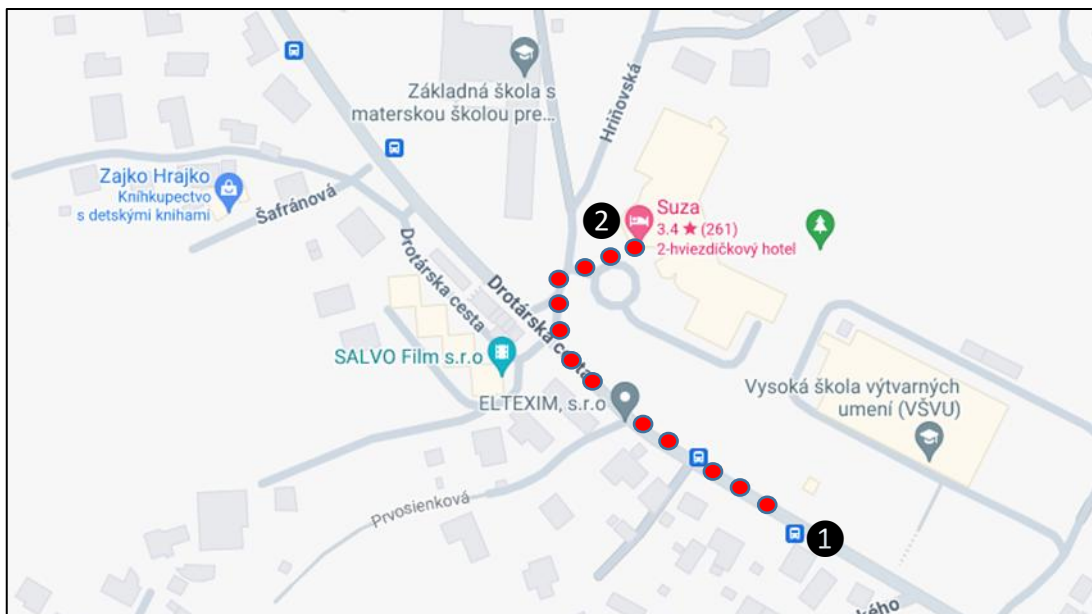 Základná škola s
materskou školou pre...
Hriňovská
Zajko Hrajko
Kníhkupectvo
s detskými knihami
Šafránová
2
Suza
3.4 ★ (261)
2-hviezdičkový hotel
Drotárska cesta
Drotárska cesta
SALVO Film s.r.o
ELTEXIM, s.r.o
Vysoká škola výtvarných
umení (VŠVU)
Prvosienková
1